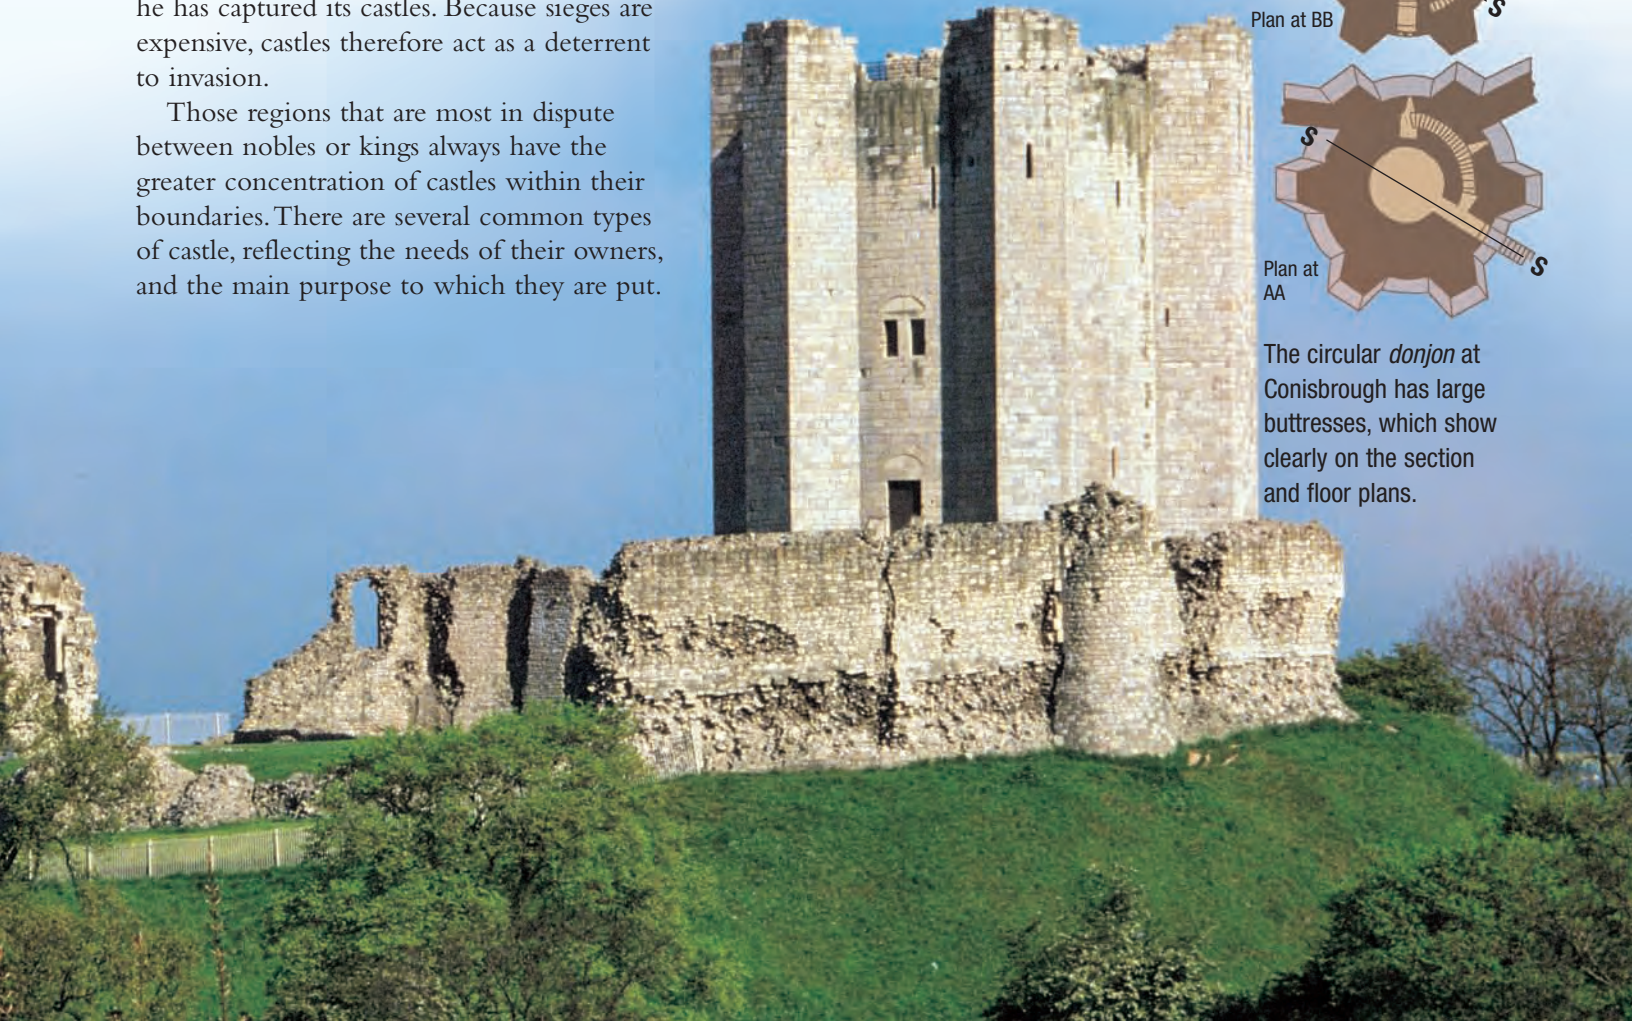 he has captured its castles. Because sieges are
expensive, castles therefore act as a deterrent
to invasion.
Those regions that are most in dispute
between nobles or kings always have the
greater concentration of castles within their
boundaries. There are several common types
of castle, reflecting the needs of their owners,
and the main purpose to which they are put.
Plan at BB
S
S
S
Plan at
AA
The circular donjon at
Conisbrough has large
buttresses, which show
clearly on the section
and floor plans.